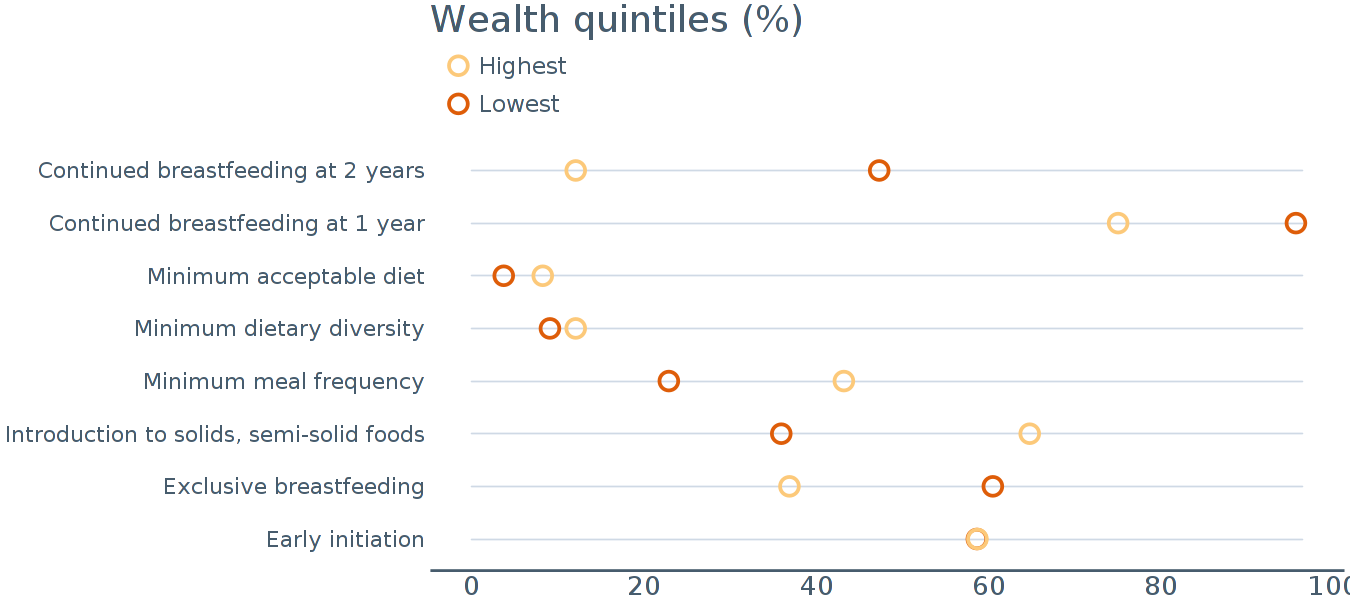 Wealth quintiles (%)
Highest
Lowest
Continued breastfeeding at 2 years
Continued breastfeeding at 1 year
Minimum acceptable diet
Minimum dietary diversity
Minimum meal frequency
Introduction to solids, semi-solid foods
Exclusive breastfeeding
Early initiation
0 20 40 60 80 100